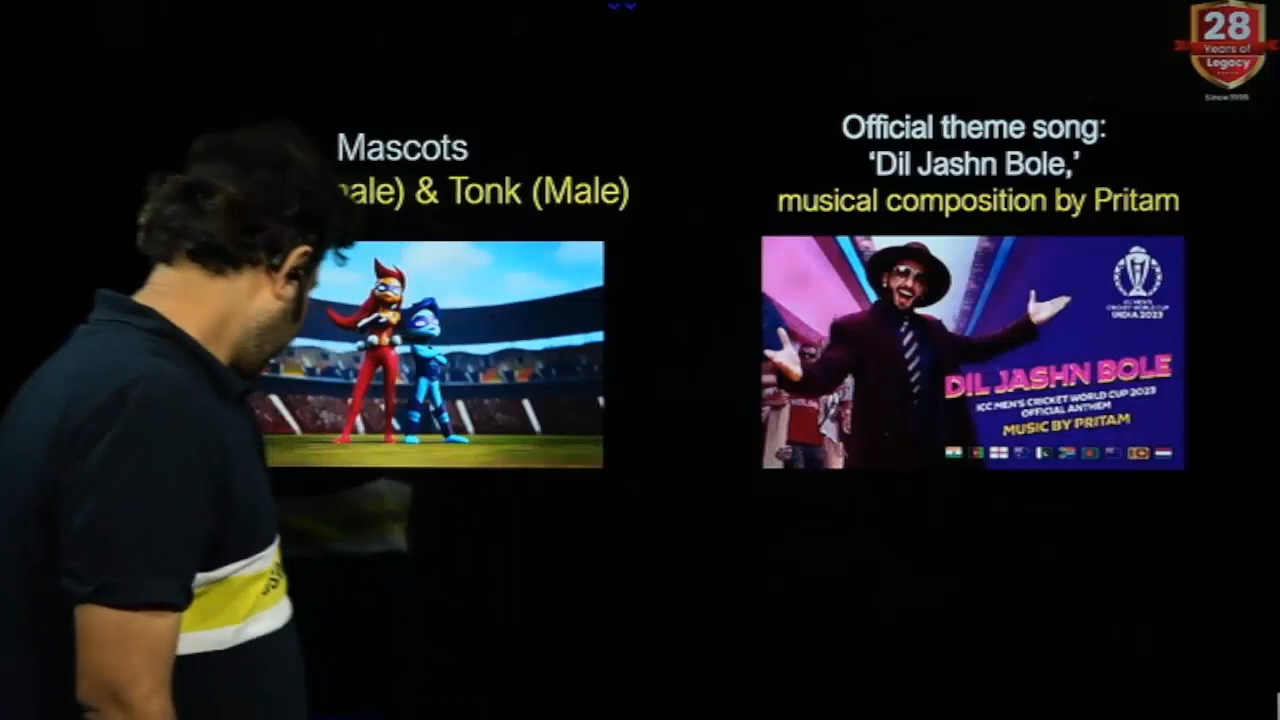 28
Years of
Legacy
Since 1995
Mascots
ale) & Tonk (Male)
Official theme song:
‘Dil Jashn Bole,’
musical composition by Pritam
ICC MEN'S
CRICKET WORLD CUP
INDIA 2023
DIL JASHN BOLE
ICC MEN'S CRICKET WORLD CUP 2023
OFFICIAL ANTHEM
MUSIC BY PRITAM